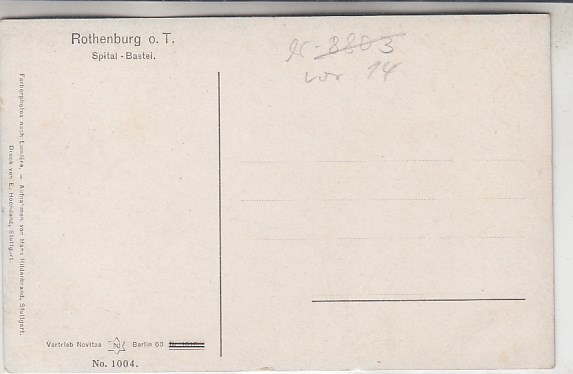 Rothenburg o. T.
Spital-Bastei.
vor 14
Farbenphotos nach Lumière. — Aufnahmen von Hans Hildenbrand, Stuttgart.
Druck von E. Hochdanz, Stuttgart.
Vertrieb Novitas N Berlin 63
No. 1004.